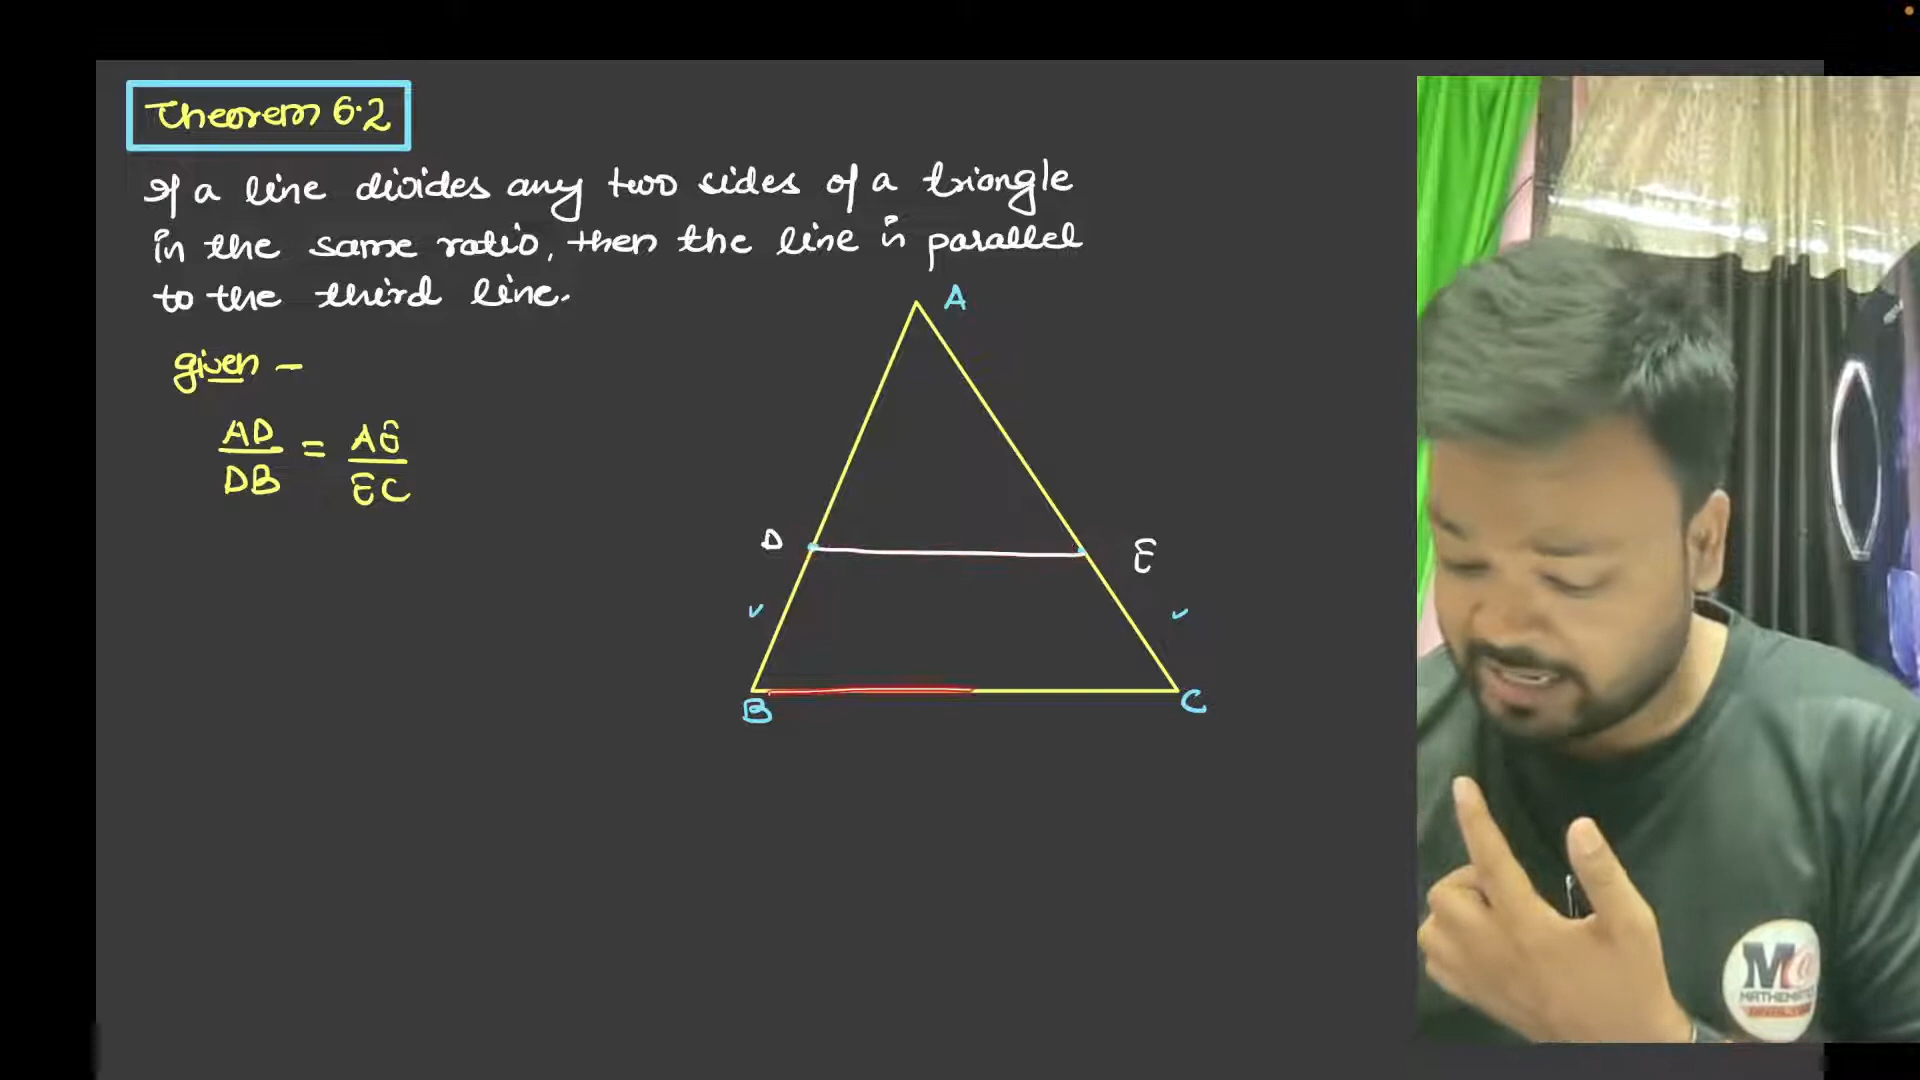 Theorem 6.2
If a line divides any two sides of a triangle
in the same ratio, then the line is parallel
to the third line.
A
given -
AD/DB = AE/EC
D
E
B
C
M@
MATHEMATICS